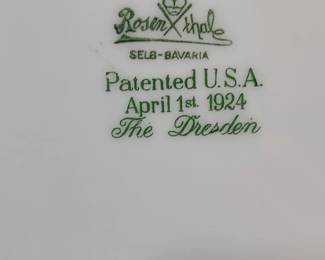 Rosenthal
SELB-BAVARIA
Patented U.S.A.
April 1st. 1924
The Dresden